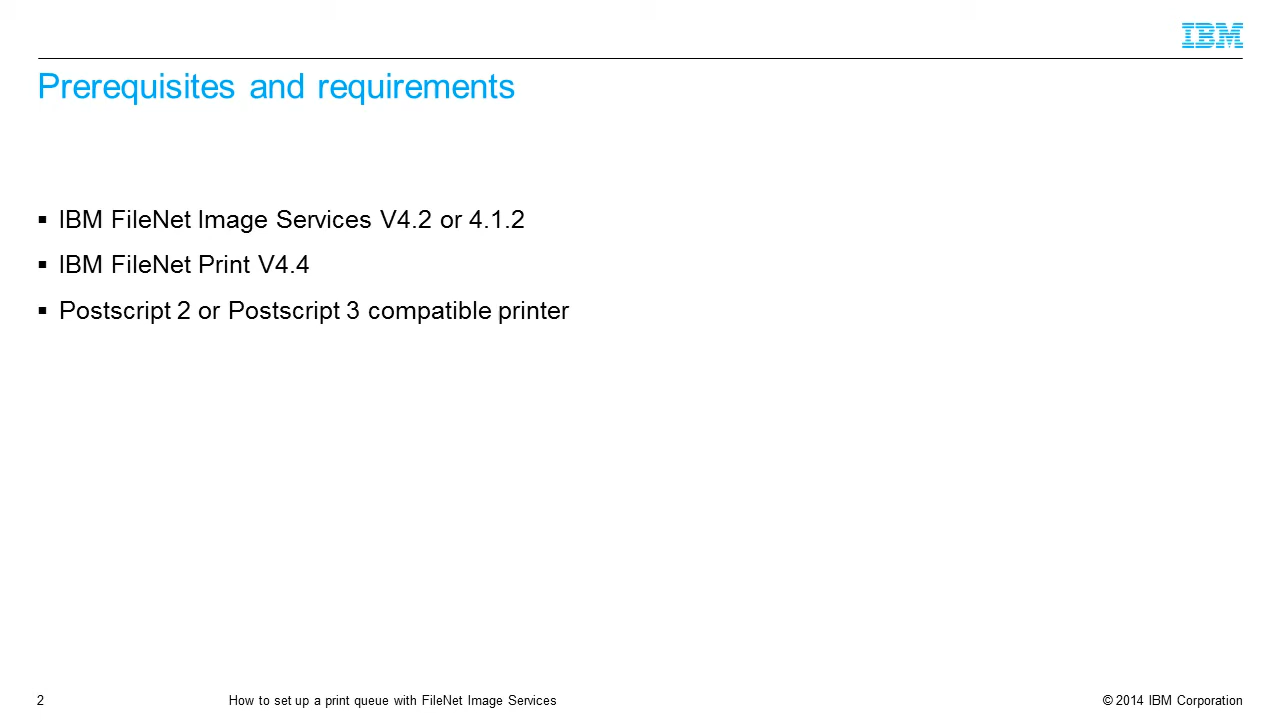 IBM
Prerequisites and requirements
▪ IBM FileNet Image Services V4.2 or 4.1.2
▪ IBM FileNet Print V4.4
▪ Postscript 2 or Postscript 3 compatible printer
2 How to set up a print queue with FileNet Image Services © 2014 IBM Corporation